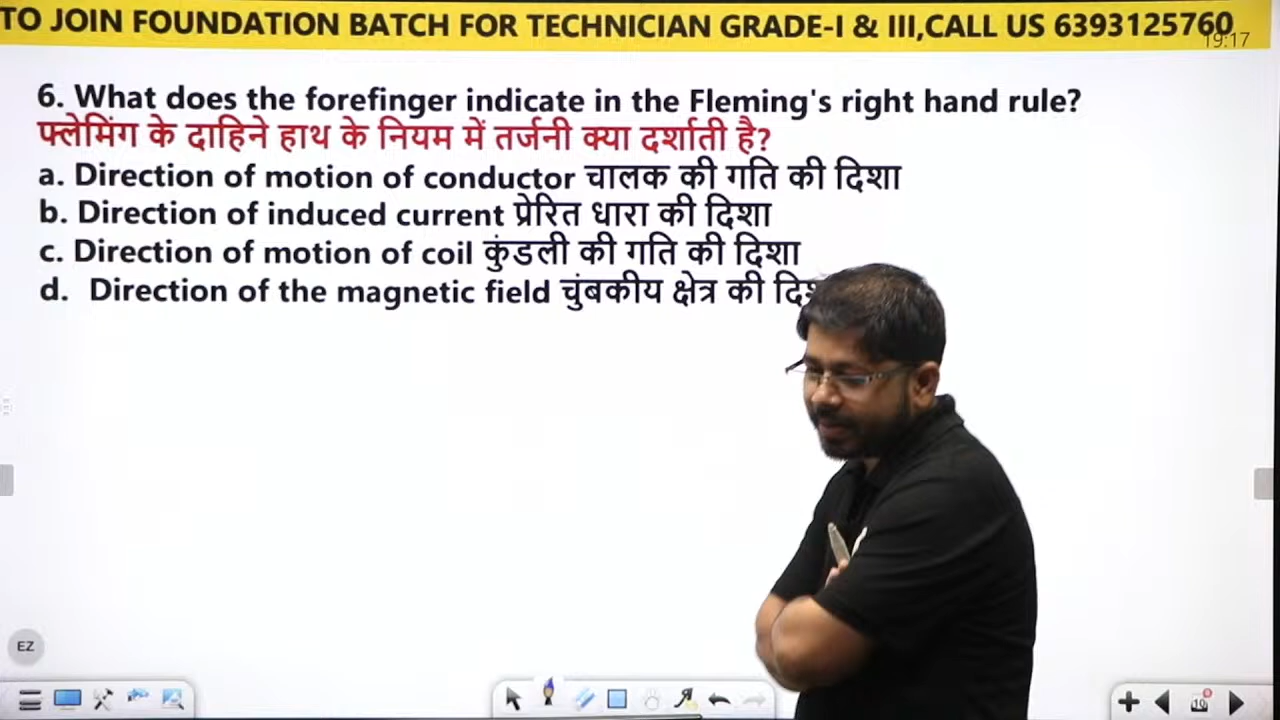 TO JOIN FOUNDATION BATCH FOR TECHNICIAN GRADE-I & III,CALL US 6393125760
19:17
6. What does the forefinger indicate in the Fleming's right hand rule?
फ्लेमिंग के दाहिने हाथ के नियम में तर्जनी क्या दर्शाती है?
a. Direction of motion of conductor चालक की गति की दिशा
b. Direction of induced current प्रेरित धारा की दिशा
c. Direction of motion of coil कुंडली की गति की दिशा
d. Direction of the magnetic field चुंबकीय क्षेत्र की
EZ
10